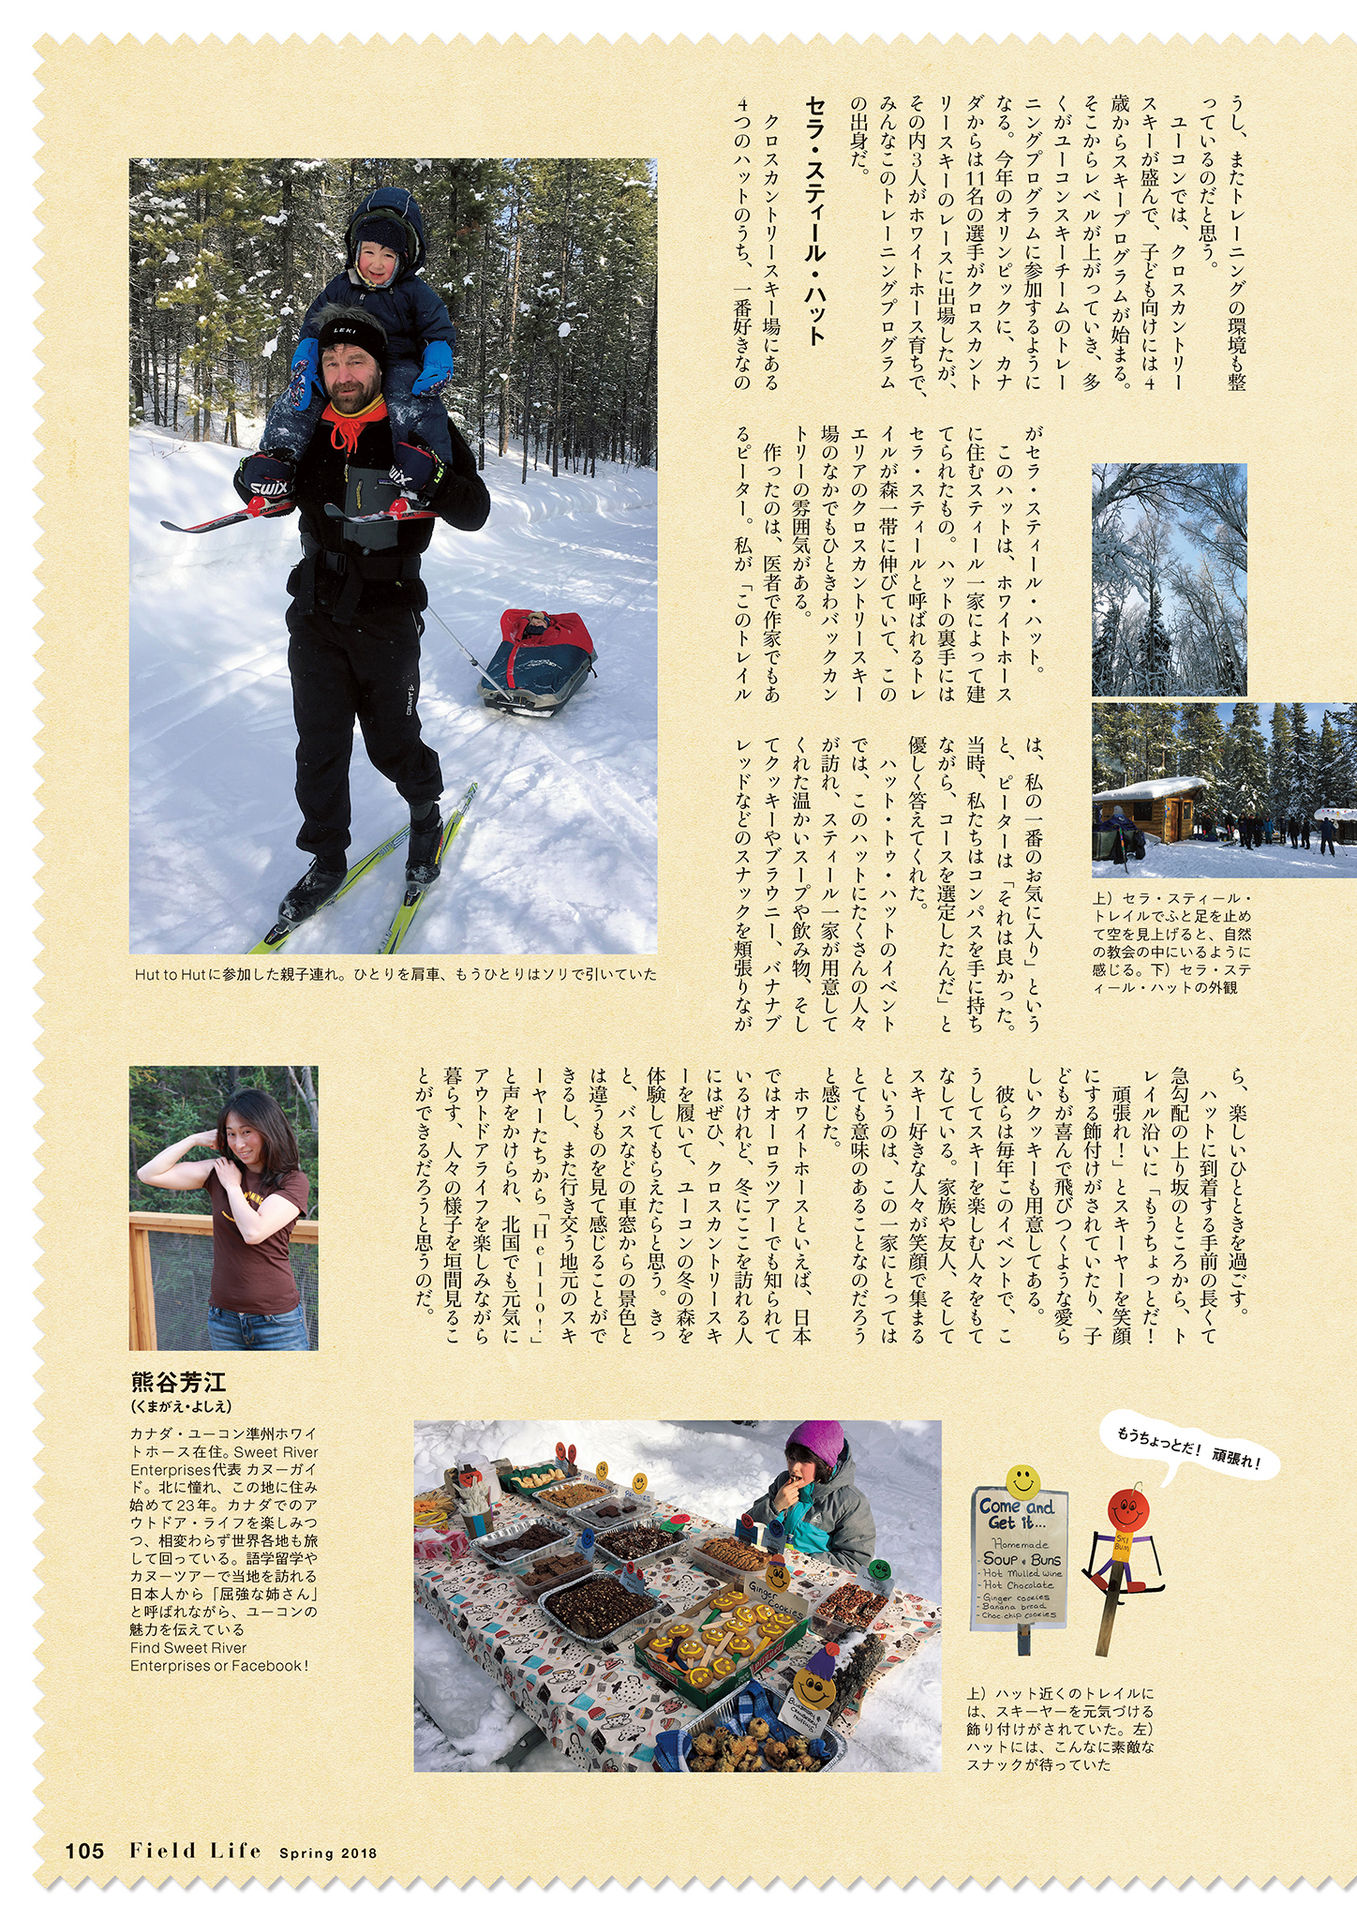 うし、またトレーニングの環境も整
っているのだと思う。
ユーコンでは、クロスカントリー
スキーが盛んで、子ども向けには4
歳からスキープログラムが始まる。
そこからレベルが上がっていき、多
くがユーコンスキーチームのトレー
ニングプログラムに参加するように
なる。今年のオリンピックに、カナ
ダからは11名の選手がクロスカント
リースキーのレースに出場したが、
その内3人がホワイトホース育ちで、
みんなこのトレーニングプログラム
の出身だ。
セラ・スティール・ハット
クロスカントリースキー場にある
4つのハットのうち、一番好きなの
がセラ・スティール・ハット。
このハットは、ホワイトホース
に住むスティール一家によって建
てられたもの。ハットの裏手には
セラ・スティールと呼ばれるトレ
イルが森一帯に伸びていて、この
エリアのクロスカントリースキー
場のなかでもひときわバックカン
トリーの雰囲気がある。
作ったのは、医者で作家でもあ
るピーター。私が「このトレイル
は、私の一番のお気に入り」という
と、ピーターは「それは良かった。
当時、私たちはコンパスを手に持ち
ながら、コースを選定したんだ」と
優しく答えてくれた。
ハット・トゥ・ハットのイベント
では、このハットにたくさんの人々
が訪れ、スティール一家が用意して
くれた温かいスープや飲み物、そし
てクッキーやブラウニー、バナナブ
レッドなどのスナックを頬張りなが
ら、楽しいひとときを過ごす。
ハットに到着する手前の長くて
急勾配の上り坂のところから、ト
レイル沿いに「もうちょっとだ！
頑張れ！」とスキーヤーを笑顔
にする飾付けがされていたり、子
どもが喜んで飛びつくような愛ら
しいクッキーも用意してある。
彼らは毎年このイベントで、こ
うしてスキーを楽しむ人々をもて
なしている。家族や友人、そして
スキー好きな人々が笑顔で集まる
というのは、この一家にとっては
とても意味のあることなのだろう
と感じた。
ホワイトホースといえば、日本
ではオーロラツアーでも知られて
いるけれど、冬にここを訪れる人
にはぜひ、クロスカントリースキ
ーを履いて、ユーコンの冬の森を
体験してもらえたらと思う。きっ
と、バスなどの車窓からの景色と
は違うものを見て感じることがで
きるし、また行き交う地元のスキ
ーヤーたちから「Hello！」
と声をかけられ、北国でも元気に
アウトドアライフを楽しみながら
暮らす、人々の様子を垣間見るこ
とができるだろうと思うのだ。
LEKI
SWIX
SWIX
LEKI
CRAFT
Hut to Hutに参加した親子連れ。ひとりを肩車、もうひとりはソリで引いていた
上）セラ・スティール・
トレイルでふと足を止め
て空を見上げると、自然
の教会の中にいるように
感じる。下）セラ・ステ
ィール・ハットの外観
熊谷芳江
（くまがえ・よしえ）
カナダ・ユーコン準州ホワイ
トホース在住。Sweet River
Enterprises代表 カヌーガイ
ド。北に憧れ、この地に住み
始めて23年。カナダでのア
ウトドア・ライフを楽しみつ
つ、相変わらず世界各地も旅
して回っている。語学留学や
カヌーツアーで当地を訪れる
日本人から「屈強な姉さん」
と呼ばれながら、ユーコンの
魅力を伝えている
Find Sweet River
Enterprises or Facebook！
Ginger
Cookies
もうちょっとだ！ 頑張れ！
Come and
Get it...
Homemade
Soup & Buns
- Hot Mulled wine
- Hot Chocolate
- Ginger cookies
- Banana bread
- Choc.chip cookies
SKI
BUM
上）ハット近くのトレイルに
は、スキーヤーを元気づける
飾り付けがされていた。左）
ハットには、こんなに素敵な
スナックが待っていた
105 Field Life Spring 2018